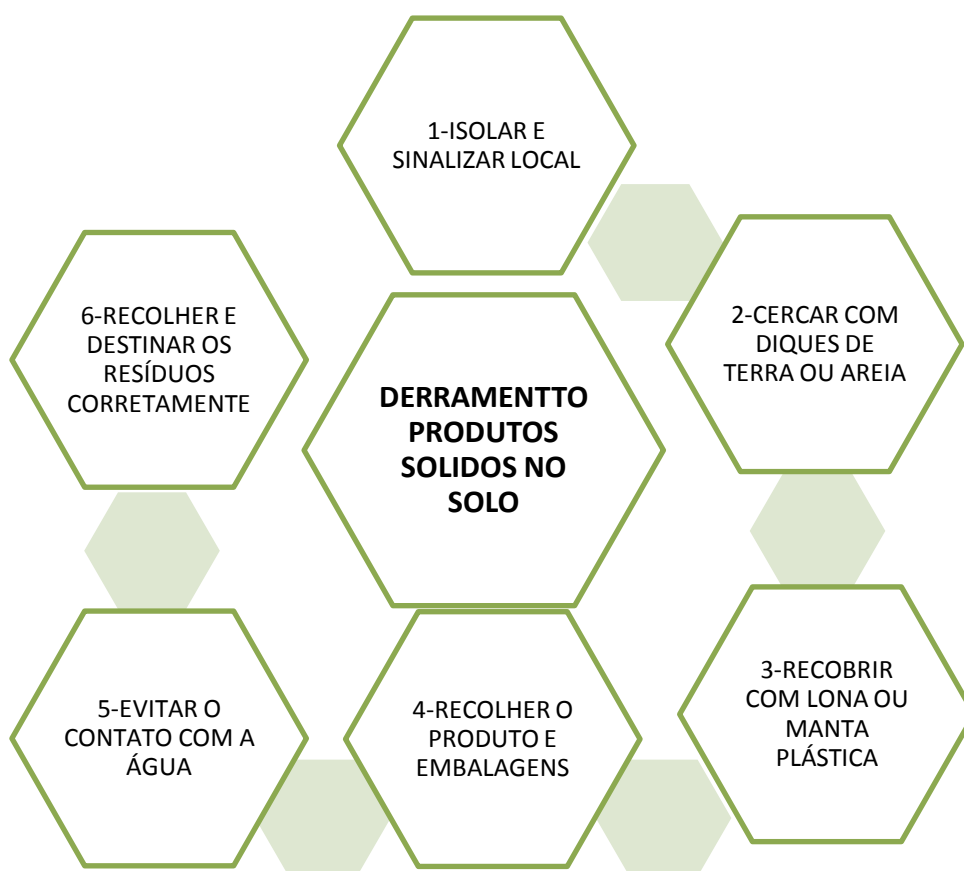 1-ISOLAR E
SINALIZAR LOCAL
2-CERCAR COM
DIQUES DE
TERRA OU AREIA
3-RECOBRIR
COM LONA OU
MANTA
PLÁSTICA
4-RECOLHER O
PRODUTO E
EMBALAGENS
5-EVITAR O
CONTATO COM A
ÁGUA
6-RECOLHER E
DESTINAR OS
RESÍDUOS
CORRETAMENTE
DERRAMENTTO
PRODUTOS
SOLIDOS NO
SOLO